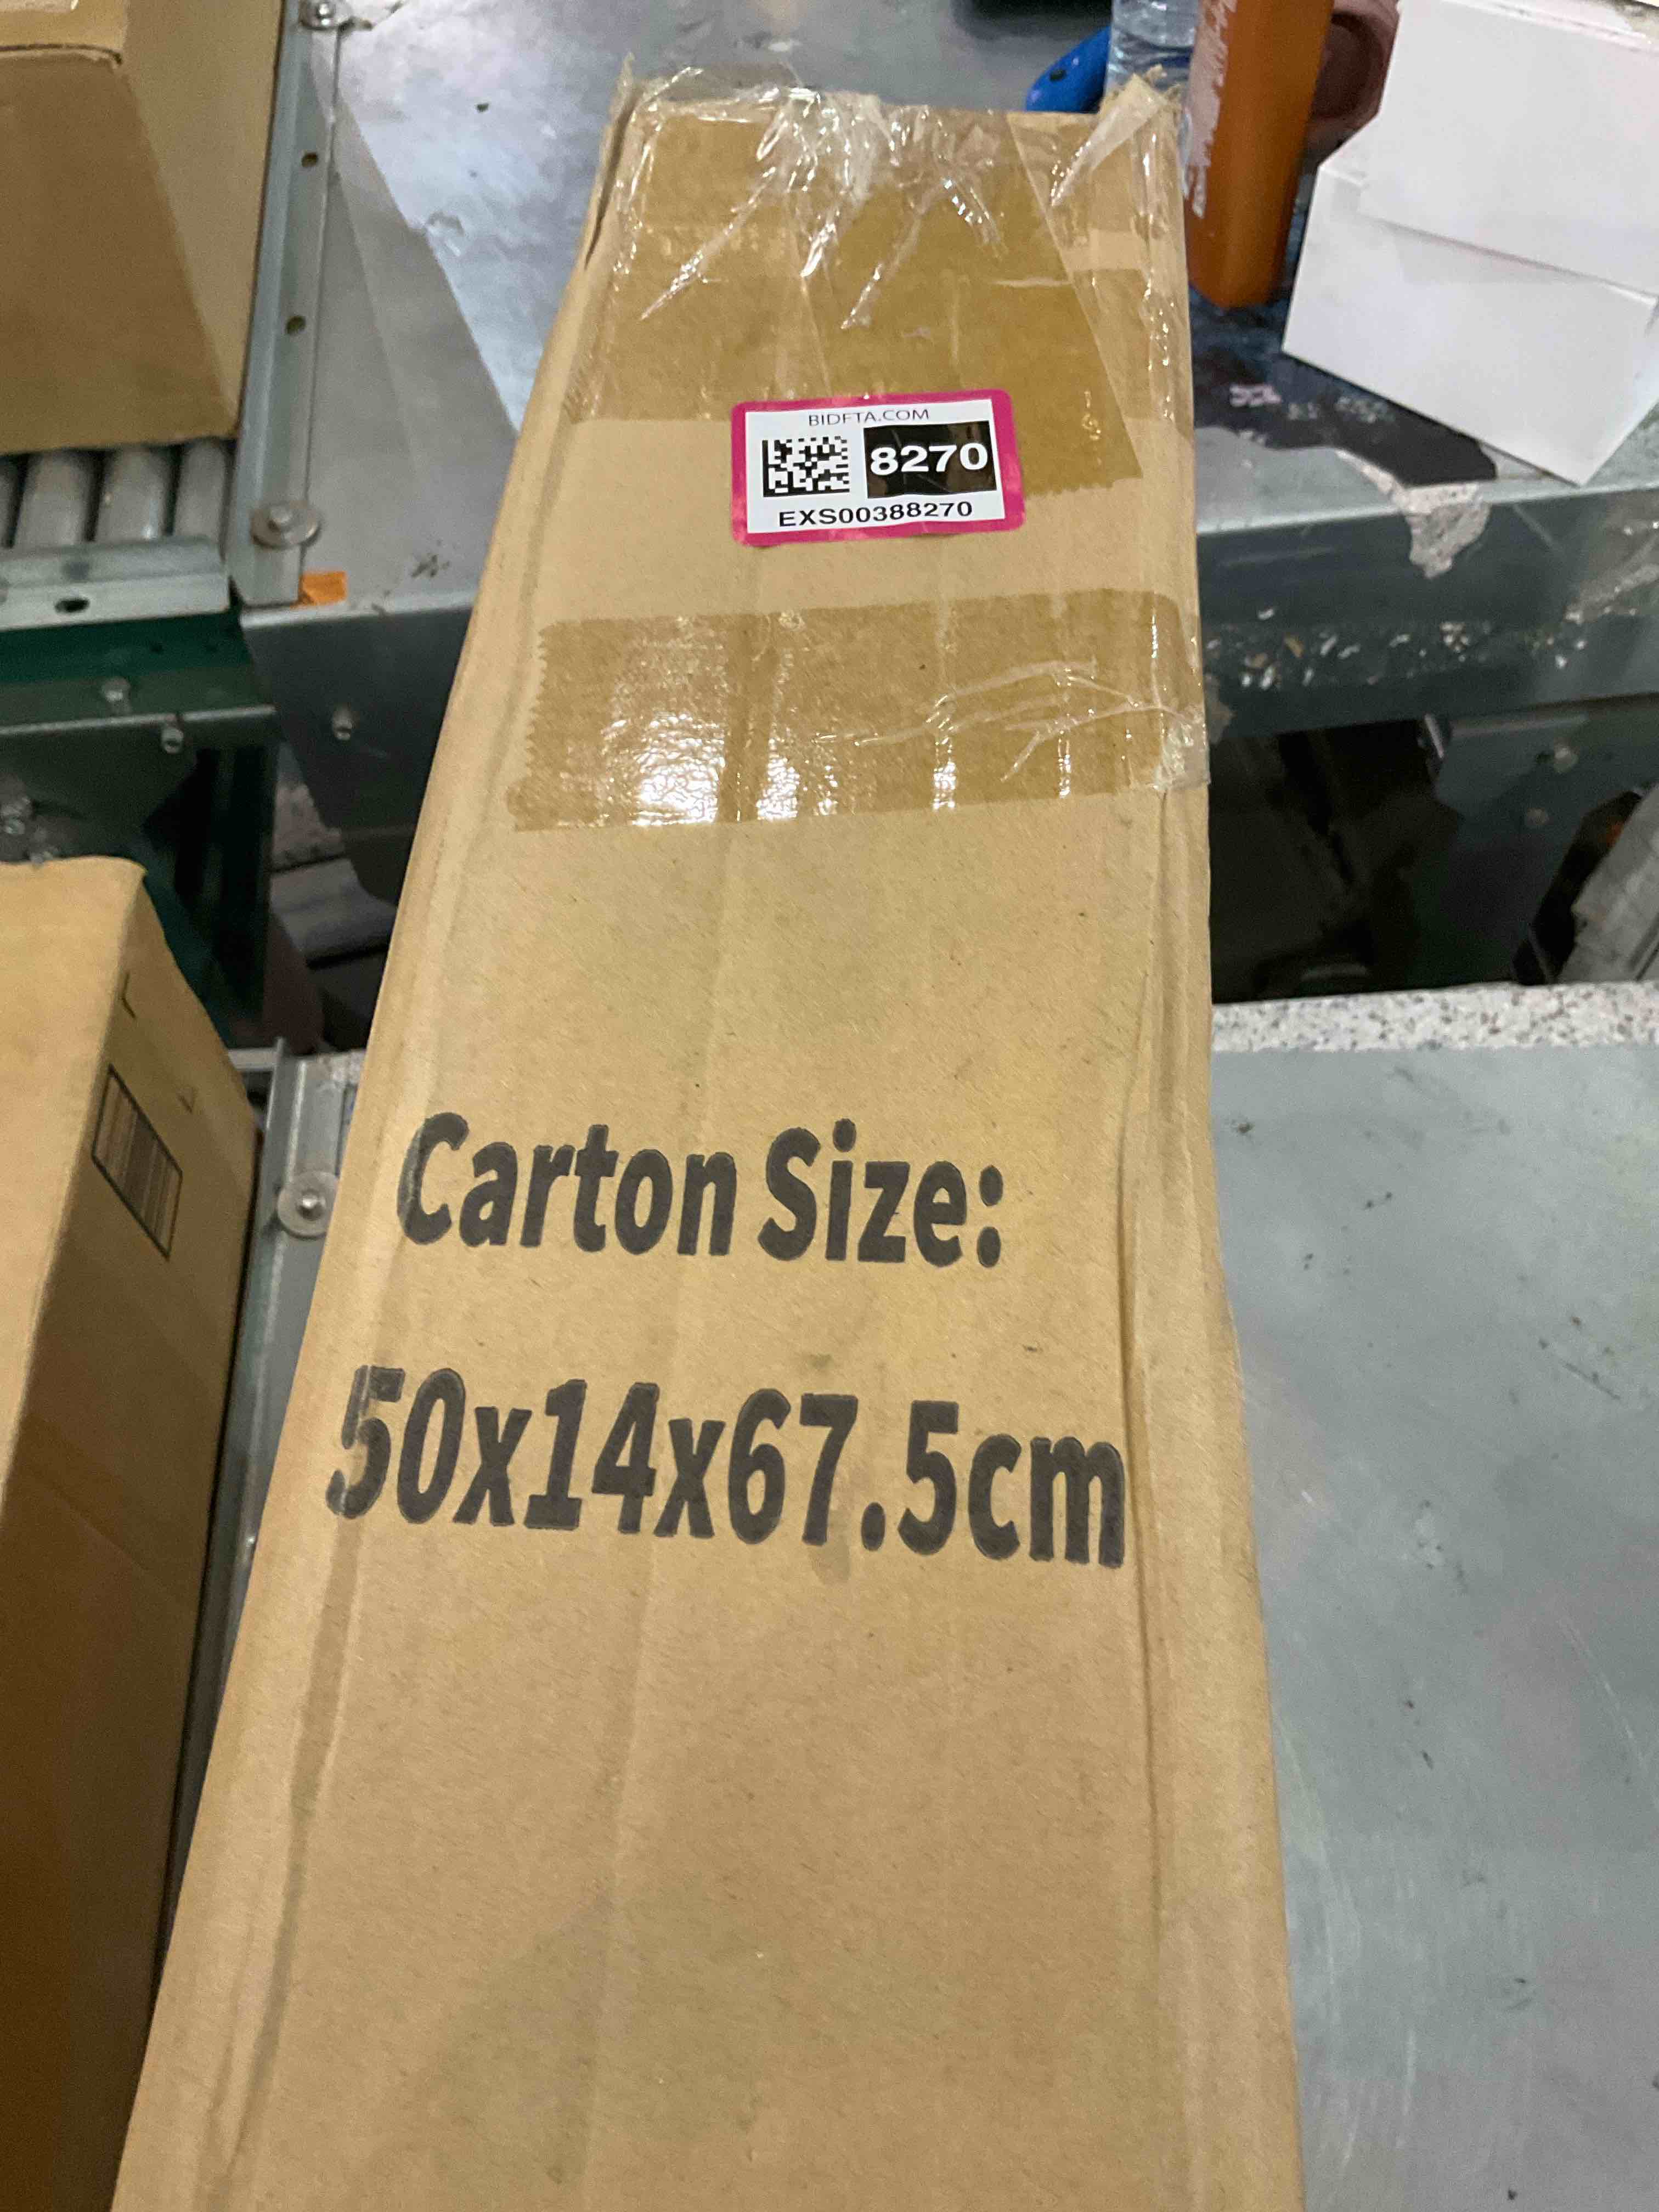 BIDFTA.COM
8270
EXS00388270
Carton Size:
50x14x67.5cm